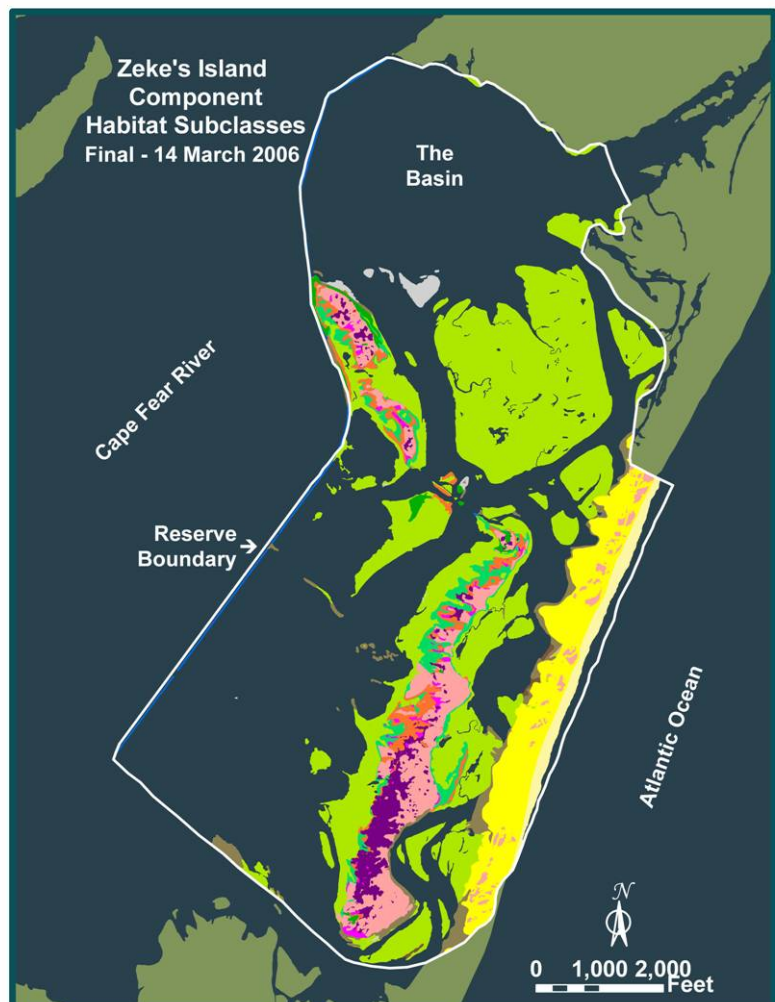 Zeke's Island
Component
Habitat Subclasses
Final - 14 March 2006
The
Basin
Cape Fear River
Reserve
Boundary
Atlantic Ocean
N
0 1,000 2,000
Feet